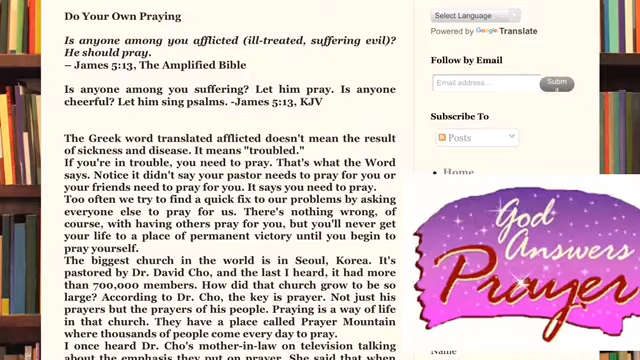 Do Your Own Praying
Is anyone among you afflicted (ill-treated, suffering evil)?
He should pray.
– James 5:13, The Amplified Bible
Is anyone among you suffering? Let him pray. Is anyone
cheerful? Let him sing psalms. -James 5:13, KJV
The Greek word translated afflicted doesn't mean the result
of sickness and disease. It means "troubled."
If you're in trouble, you need to pray. That's what the Word
says. Notice it didn't say your pastor needs to pray for you or
your friends need to pray for you. It says you need to pray.
Too often we try to find a quick fix to our problems by asking
everyone else to pray for us. There's nothing wrong, of
course, with having others pray for you, but you'll never get
your life to a place of permanent victory until you begin to
pray yourself.
The biggest church in the world is in Seoul, Korea. It's
pastored by Dr. David Cho, and the last I heard, it had more
than 700,000 members. How did that church grow to be so
large? According to Dr. Cho, the key is prayer. Not just his
prayers but the prayers of his people. Praying is a way of life
in that church. They have a place called Prayer Mountain
where thousands of people come every day to pray.
I once heard Dr. Cho's mother-in-law on television talking
about the emphasis they put on prayer. She said that when
Select Language
Powered by Google Translate
Follow by Email
Email address...
Submit
Subscribe To
Posts
Home
God
Answers
Prayer
Name